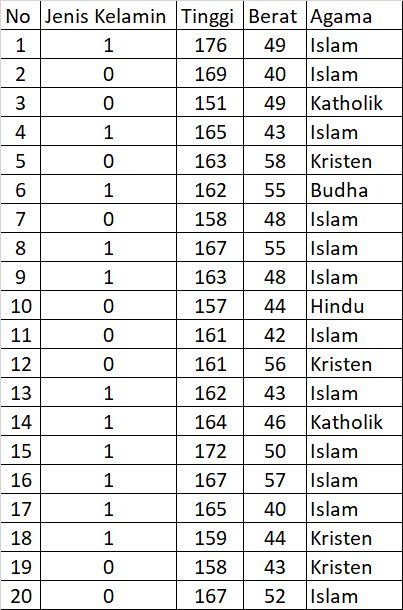 No Jenis Kelamin Tinggi Berat Agama
1 1 176 49 Islam
2 0 169 40 Islam
3 0 151 49 Katholik
4 1 165 43 Islam
5 0 163 58 Kristen
6 1 162 55 Budha
7 0 158 48 Islam
8 1 167 55 Islam
9 1 163 48 Islam
10 0 157 44 Hindu
11 0 161 42 Islam
12 0 161 56 Kristen
13 1 162 43 Islam
14 1 164 46 Katholik
15 1 172 50 Islam
16 1 167 57 Islam
17 1 165 40 Islam
18 1 159 44 Kristen
19 0 158 43 Kristen
20 0 167 52 Islam